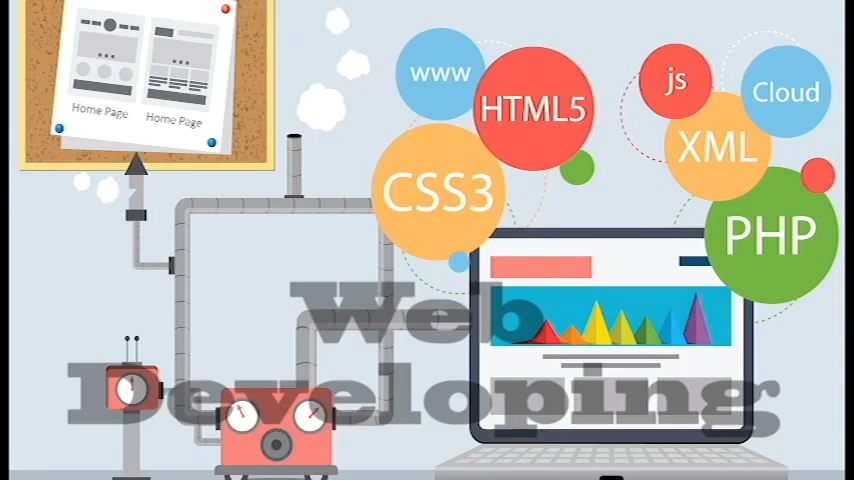 Home Page
Home Page
www
HTML5
CSS3
js
Cloud
XML
PHP
Web
Developing